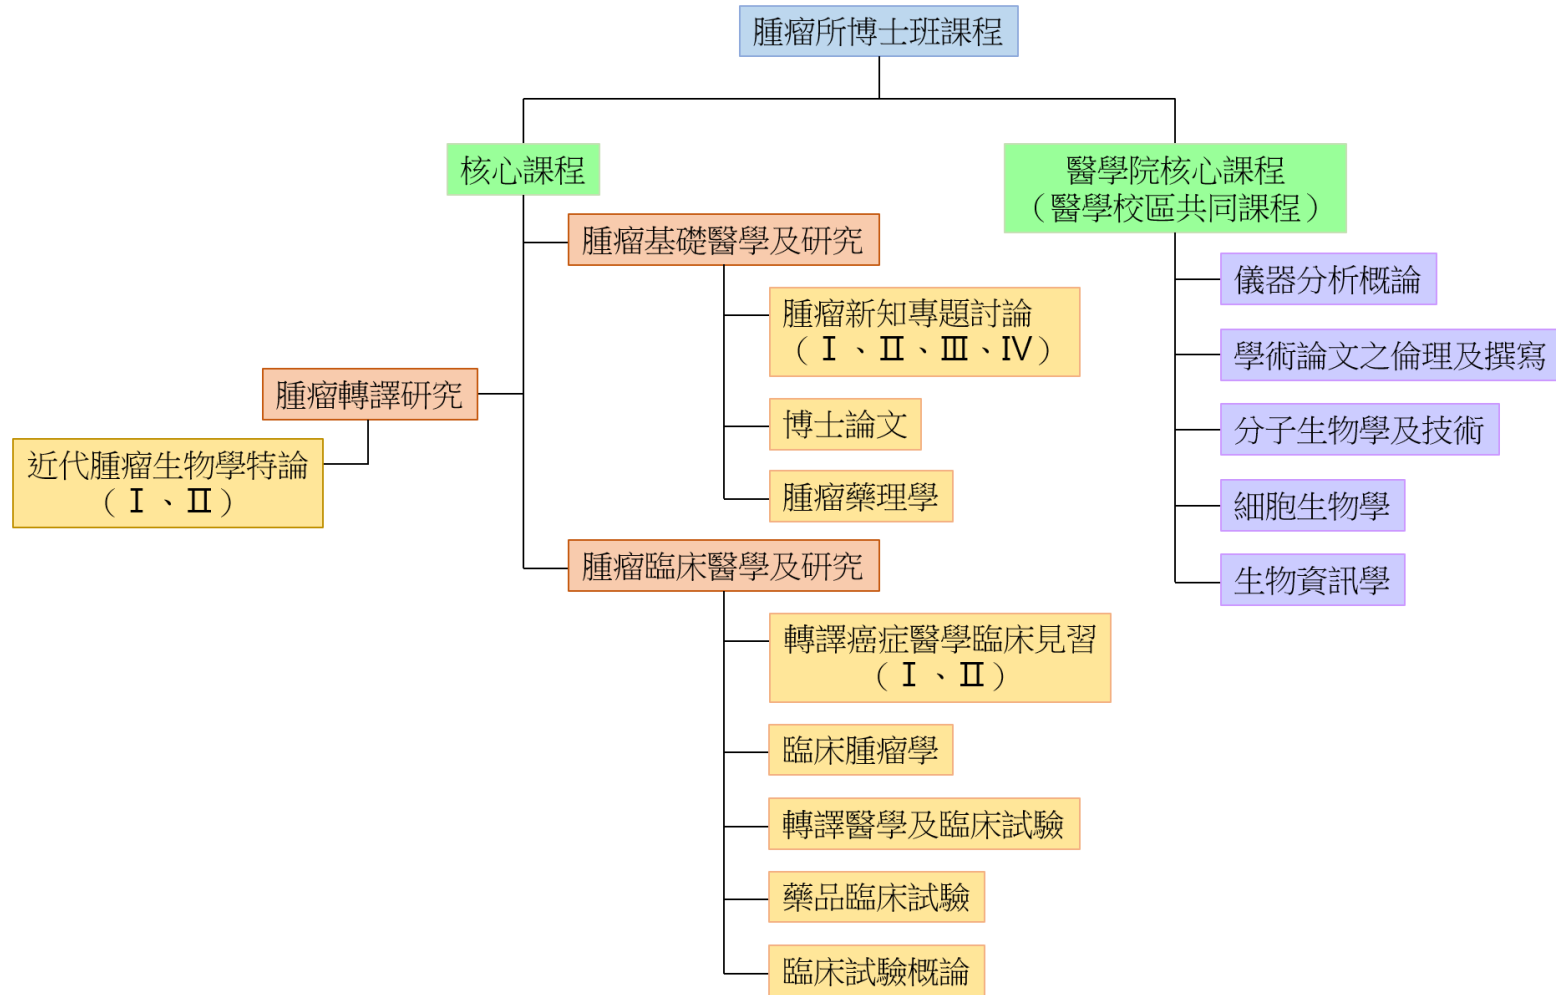 腫瘤所博士班課程
核心課程
醫學院核心課程
（醫學校區共同課程）
腫瘤基礎醫學及研究
腫瘤新知專題討論
（Ⅰ、Ⅱ、Ⅲ、Ⅳ）
博士論文
腫瘤藥理學
腫瘤轉譯研究
近代腫瘤生物學特論
（Ⅰ、Ⅱ）
腫瘤臨床醫學及研究
轉譯癌症醫學臨床見習
（Ⅰ、Ⅱ）
臨床腫瘤學
轉譯醫學及臨床試驗
藥品臨床試驗
臨床試驗概論
儀器分析概論
學術論文之倫理及撰寫
分子生物學及技術
細胞生物學
生物資訊學